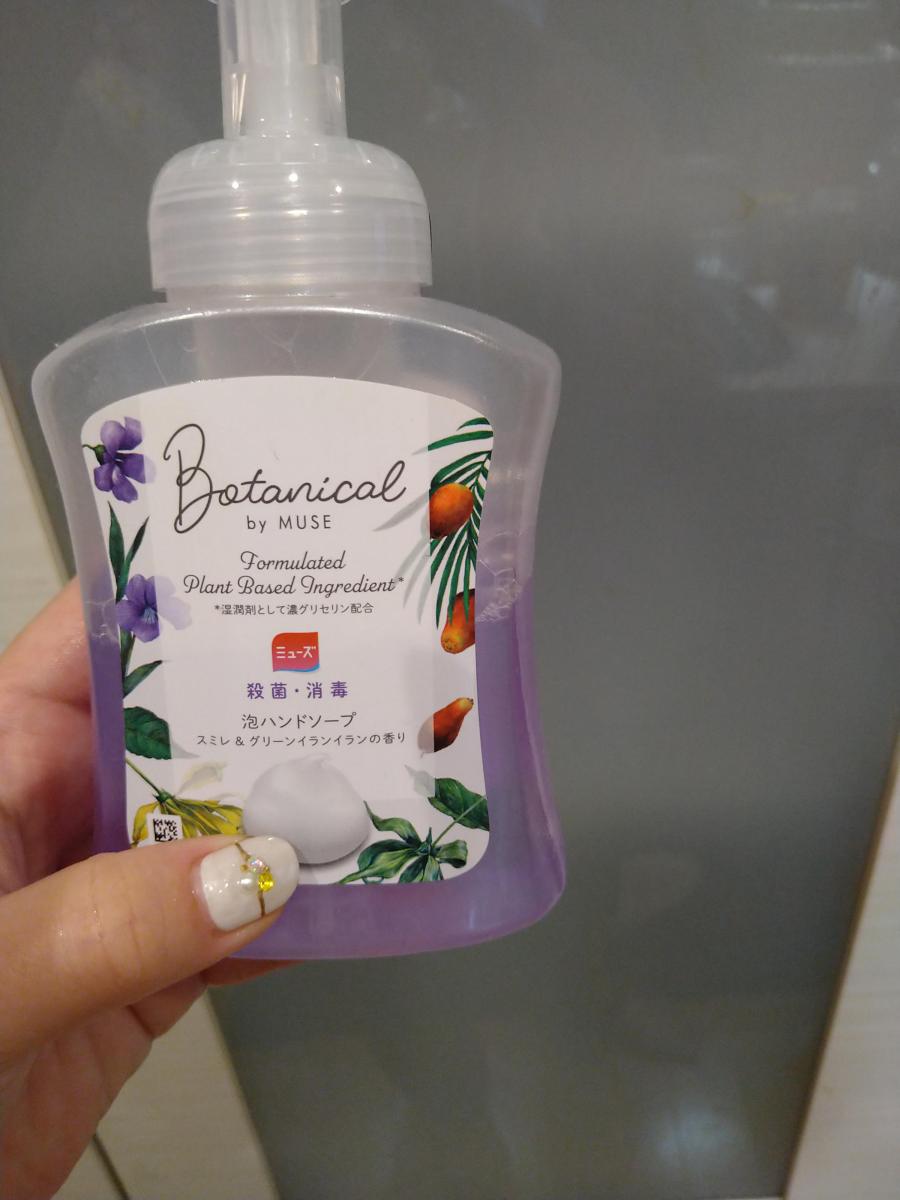 Botanical
by MUSE
Formulated
Plant Based Ingredient*
*湿潤剤として濃グリセリン配合
ミューズ
殺菌・消毒
泡ハンドソープ
スミレ & グリーンイランイランの香り